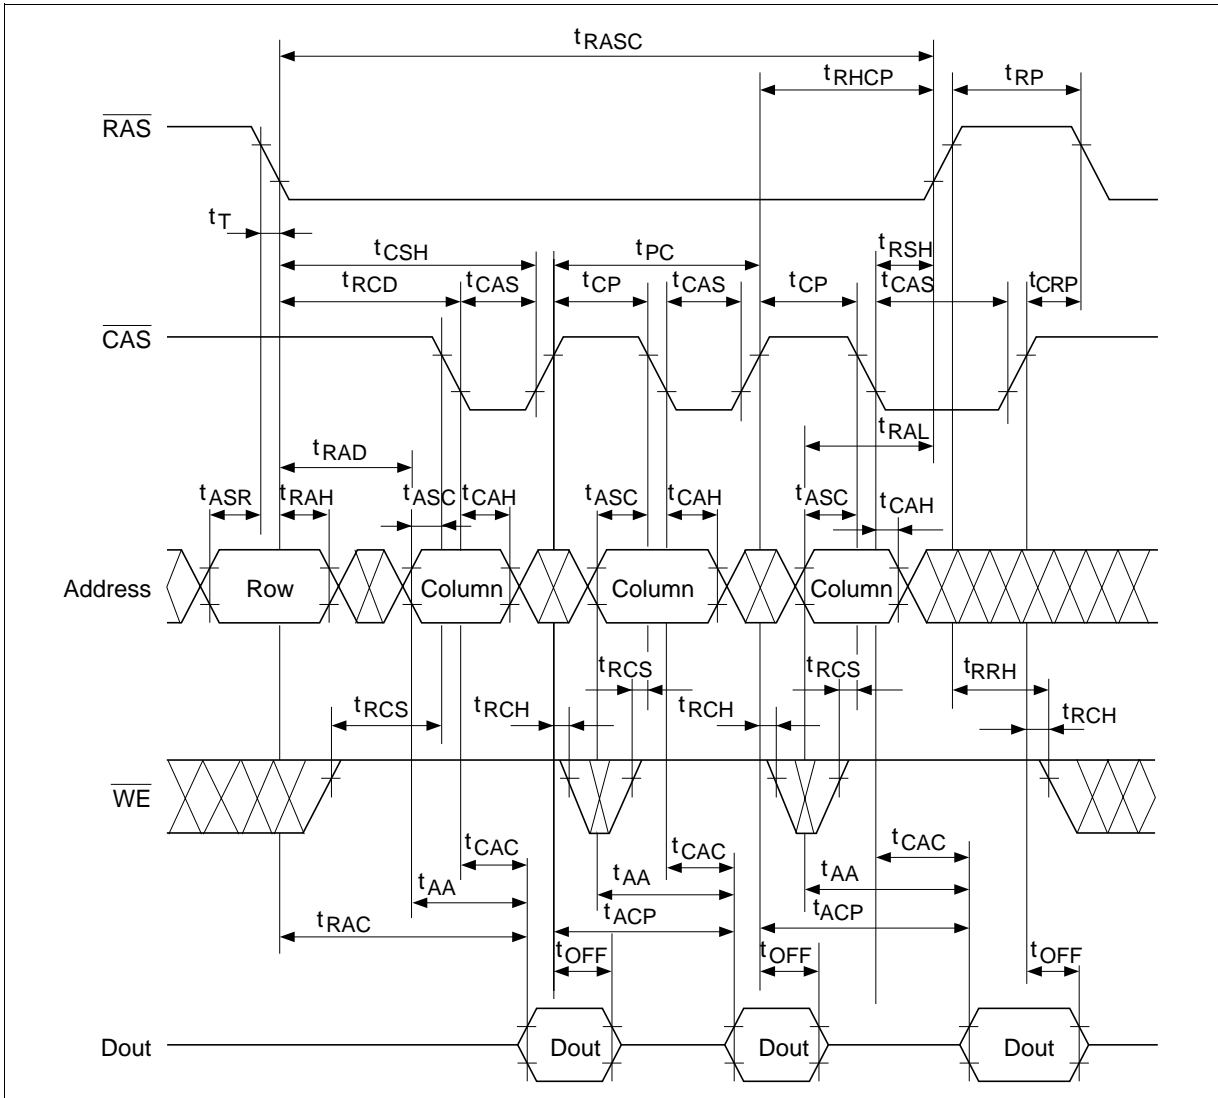 tRASC
tRHCP
tRP
RAS
tT
tCSH
tPC
tRSH
tRCD
tCAS
tCP
tCAS
tCP
tCAS
tCRP
CAS
tRAL
tRAD
tASR
tRAH
tASC
tCAH
tASC
tCAH
tASC
tCAH
Address
Row
Column
Column
Column
tRCS
tRCS
tRRH
tRCS
tRCH
tRCH
tRCH
WE
tCAC
tCAC
tCAC
tAA
tAA
tAA
tRAC
tACP
tACP
tOFF
tOFF
tOFF
Dout
Dout
Dout
Dout